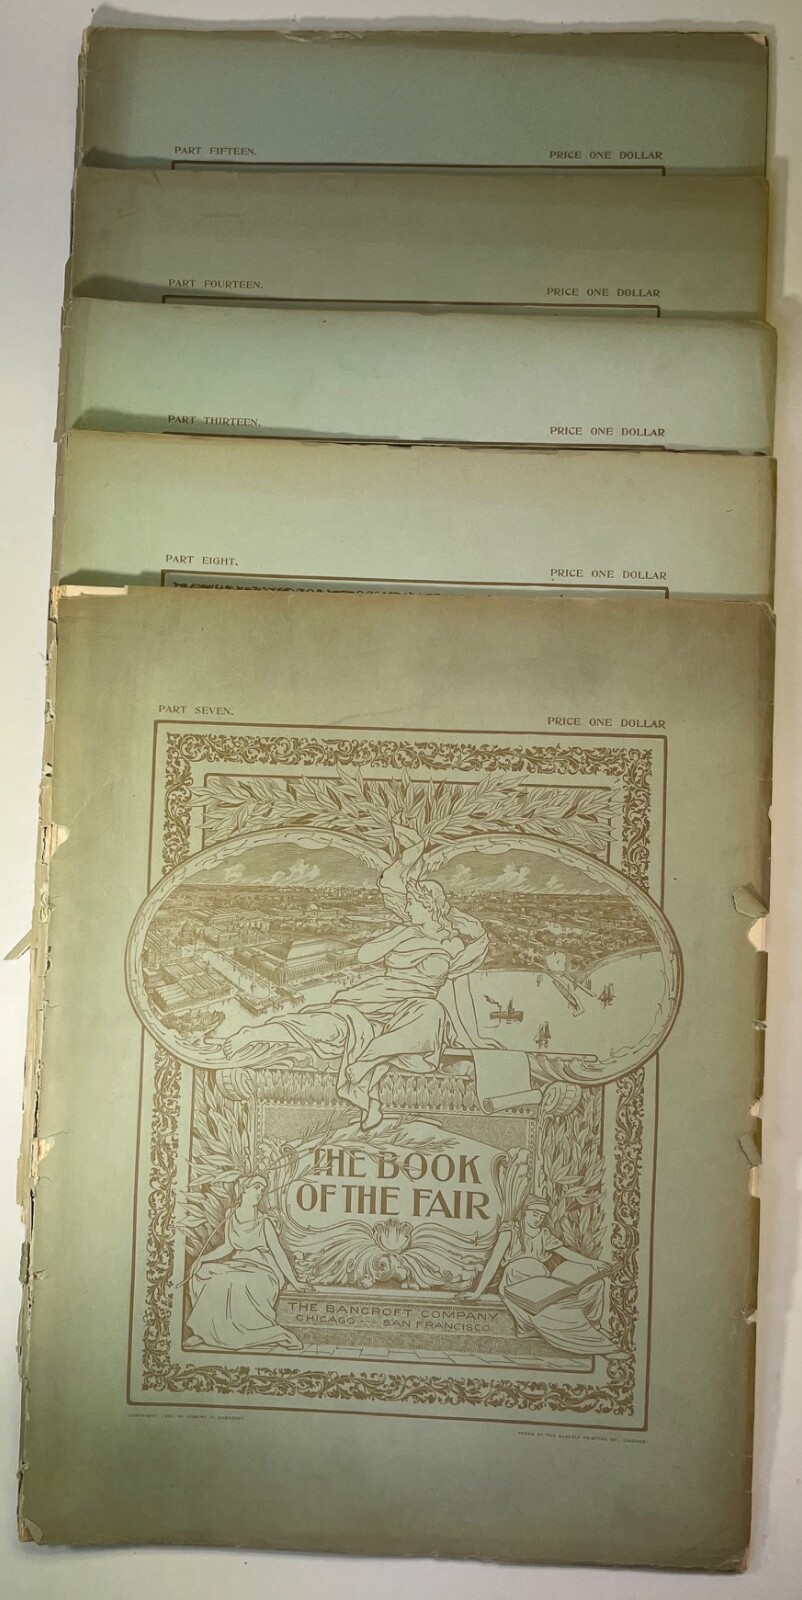 PART FIFTEEN.
PRICE ONE DOLLAR
PART FOURTEEN.
PRICE ONE DOLLAR
PART THIRTEEN.
PRICE ONE DOLLAR
PART EIGHT.
PRICE ONE DOLLAR
PART SEVEN.
PRICE ONE DOLLAR
THE BOOK
OF THE FAIR
THE BANCROFT COMPANY
CHICAGO SAN FRANCISCO